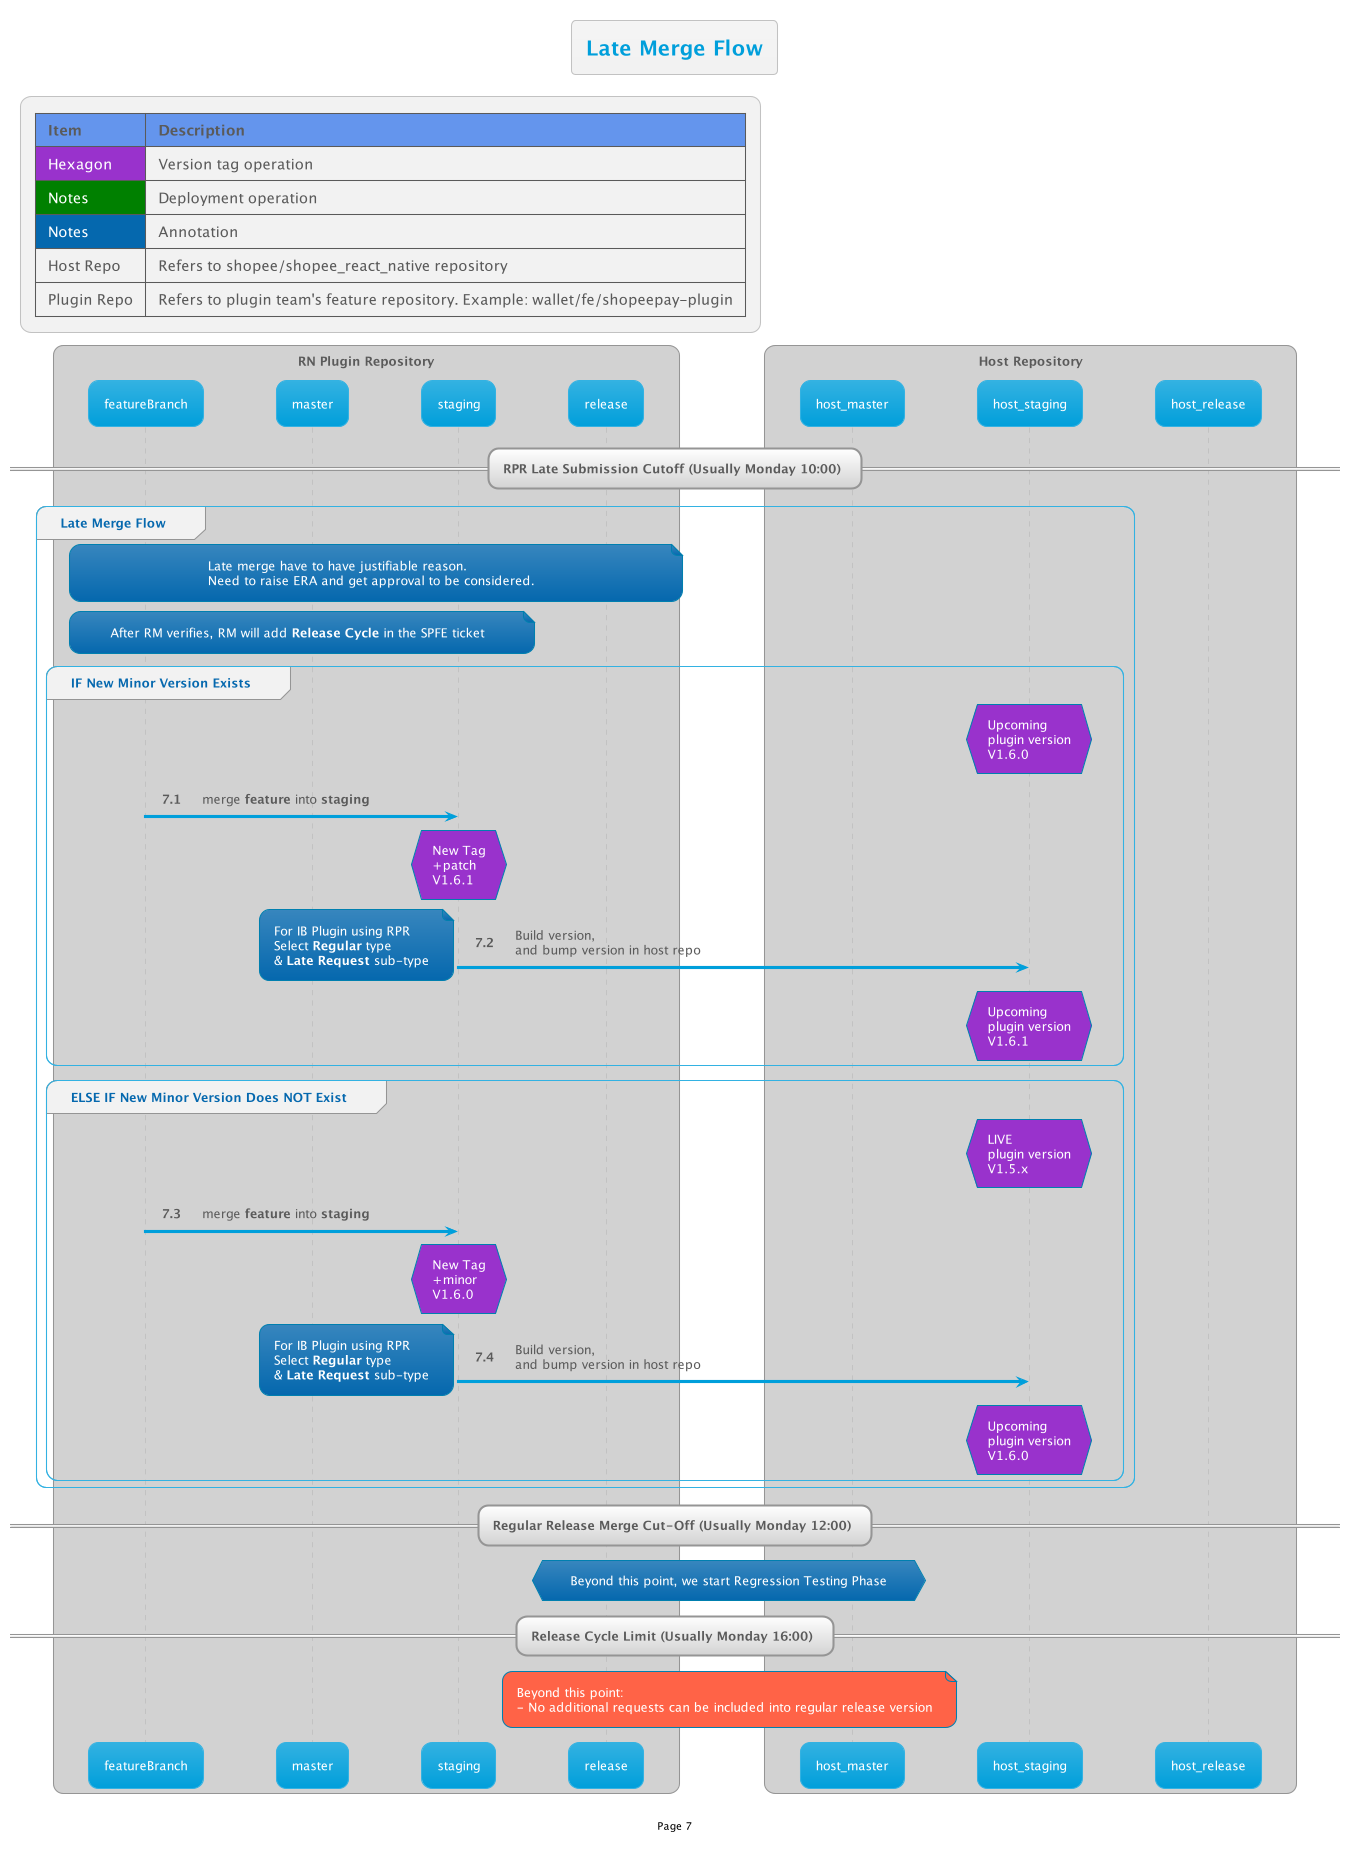 Late Merge Flow
Item Description
Hexagon Version tag operation
Notes Deployment operation
Notes Annotation
Host Repo Refers to shopee/shopee_react_native repository
Plugin Repo Refers to plugin team's feature repository. Example: wallet/fe/shopeepay-plugin
RN Plugin Repository
Host Repository
featureBranch master staging release host_master host_staging host_release
RPR Late Submission Cutoff (Usually Monday 10:00)
Late Merge Flow
Late merge have to have justifiable reason.
Need to raise ERA and get approval to be considered.
After RM verifies, RM will add Release Cycle in the SPFE ticket
IF New Minor Version Exists
Upcoming
plugin version
V1.6.0
7.1 merge feature into staging
New Tag
+patch
V1.6.1
For IB Plugin using RPR
Select Regular type
& Late Request sub-type
7.2 Build version,
and bump version in host repo
Upcoming
plugin version
V1.6.1
ELSE IF New Minor Version Does NOT Exist
LIVE
plugin version
V1.5.x
7.3 merge feature into staging
New Tag
+minor
V1.6.0
For IB Plugin using RPR
Select Regular type
& Late Request sub-type
7.4 Build version,
and bump version in host repo
Upcoming
plugin version
V1.6.0
Regular Release Merge Cut-Off (Usually Monday 12:00)
Beyond this point, we start Regression Testing Phase
Release Cycle Limit (Usually Monday 16:00)
Beyond this point:
- No additional requests can be included into regular release version
featureBranch master staging release host_master host_staging host_release
Page 7